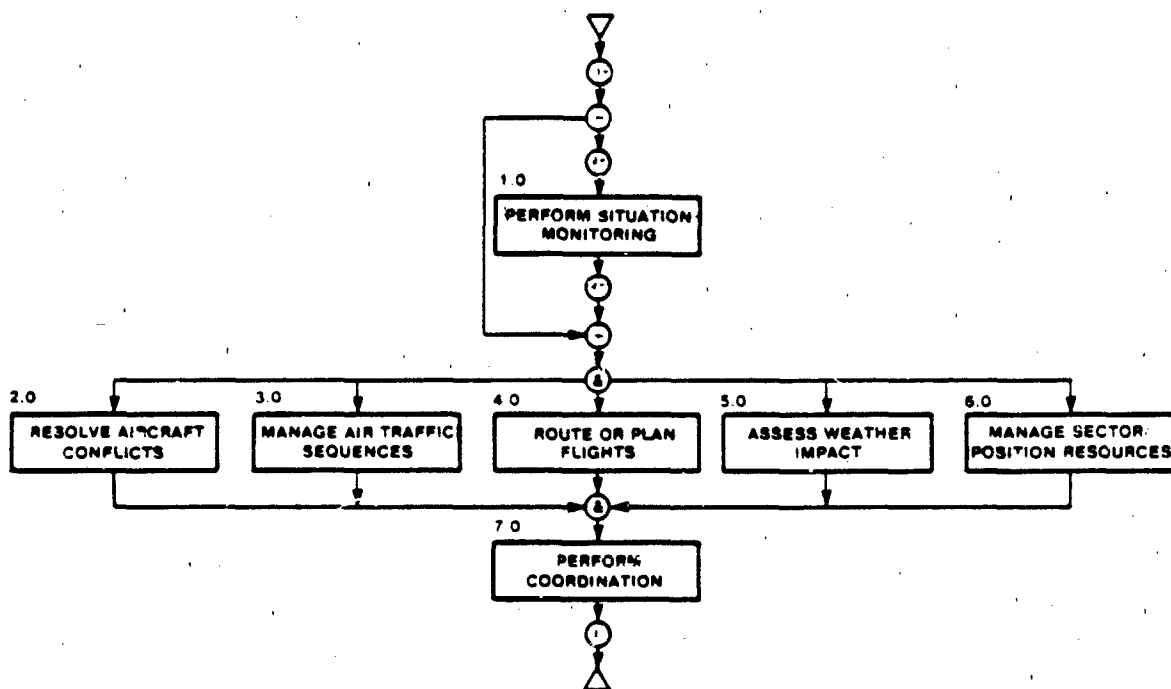 1.0
PERFORM SITUATION
MONITORING
&
2.0
3.0
4.0
5.0
6.0
RESOLVE AIRCRAFT
CONFLICTS
MANAGE AIR TRAFFIC
SEQUENCES
ROUTE OR PLAN
FLIGHTS
ASSESS WEATHER
IMPACT
MANAGE SECTOR/
POSITION RESOURCES
&
7.0
PERFORM
COORDINATION